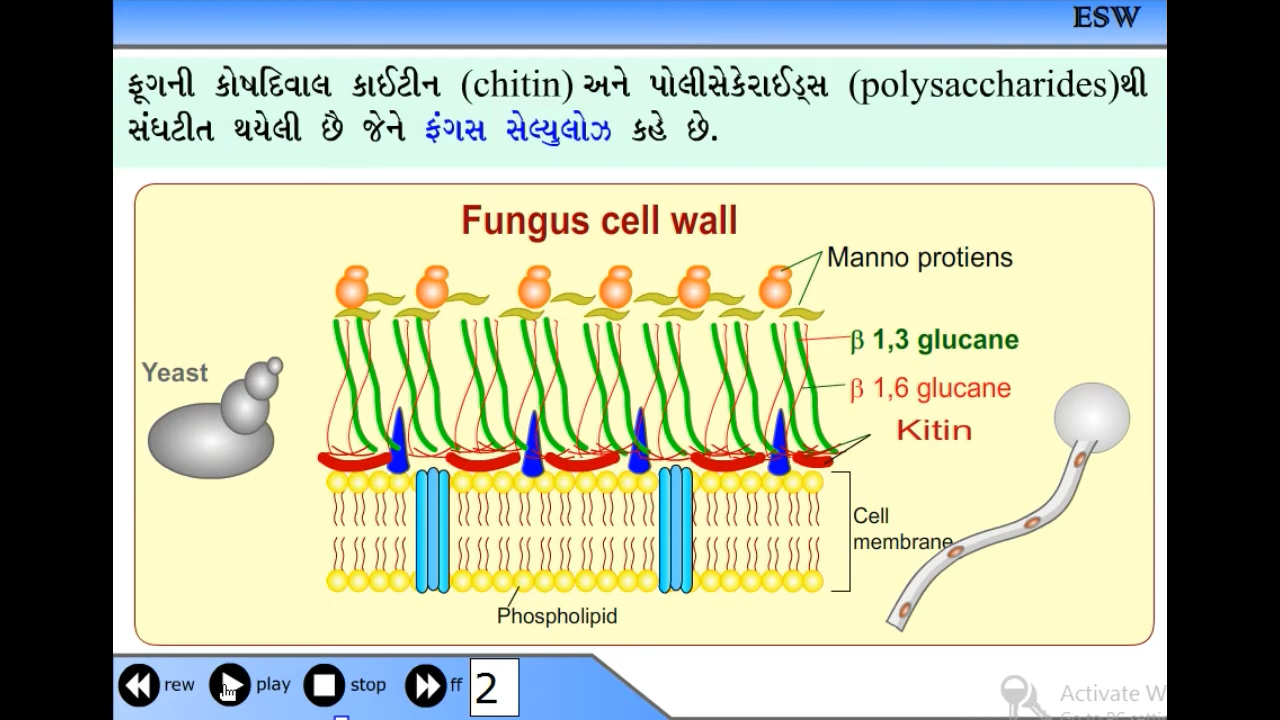 ESW
ફૂગની કોષદિવાલ કાઈટીન (chitin) અને પોલીસેકેરાઈડ્સ (polysaccharides)થી
સંઘટીત થયેલી છે જેને ફંગસ સેલ્યુલોઝ કહે છે.
Fungus cell wall
Manno protiens
β 1,3 glucane
Yeast
β 1,6 glucane
Kitin
Cell
membrane
Phospholipid
rew play stop ff 2
Activate W